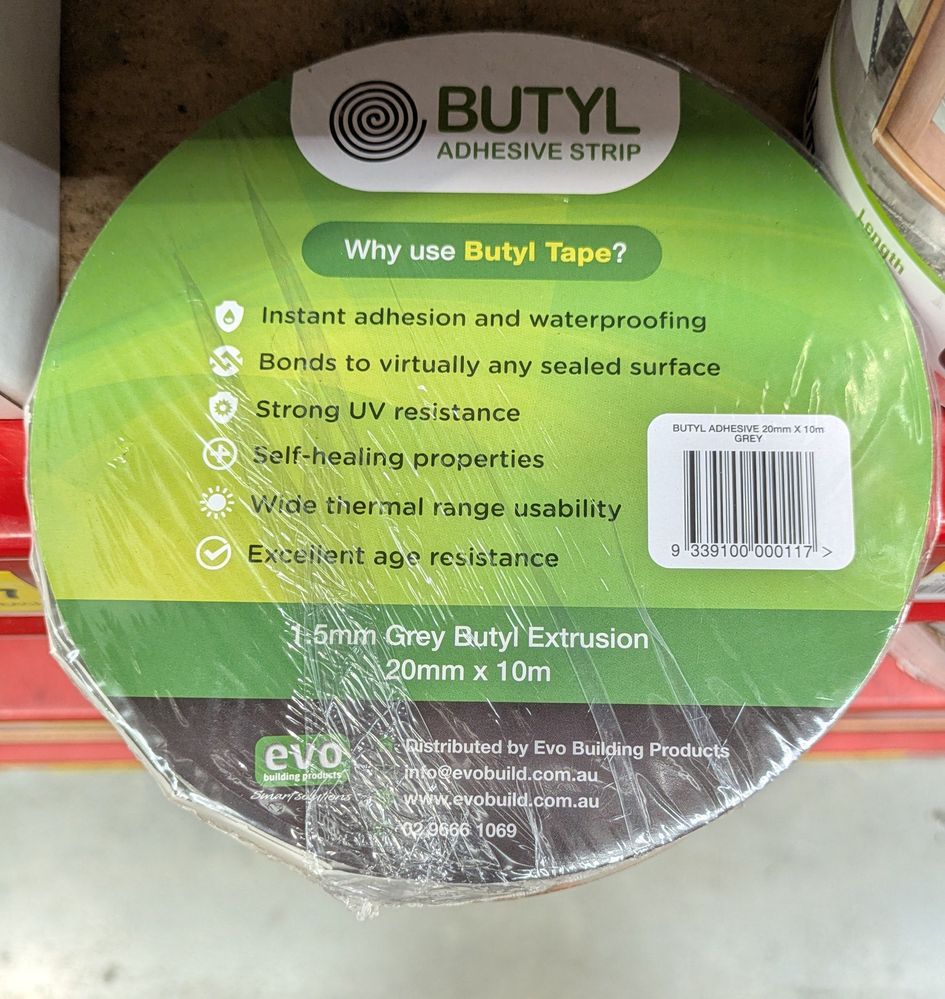 BUTYL
ADHESIVE STRIP
Why use Butyl Tape?
Instant adhesion and waterproofing
Bonds to virtually any sealed surface
Strong UV resistance
Self-healing properties
Wide thermal range usability
Excellent age resistance
BUTYL ADHESIVE 20mm X 10m
GREY
9 339100 000117 >
1.5mm Grey Butyl Extrusion
20mm x 10m
evo
building products
Smart solutions
Distributed by Evo Building Products
info@evobuild.com.au
www.evobuild.com.au
02 9666 1069
Length